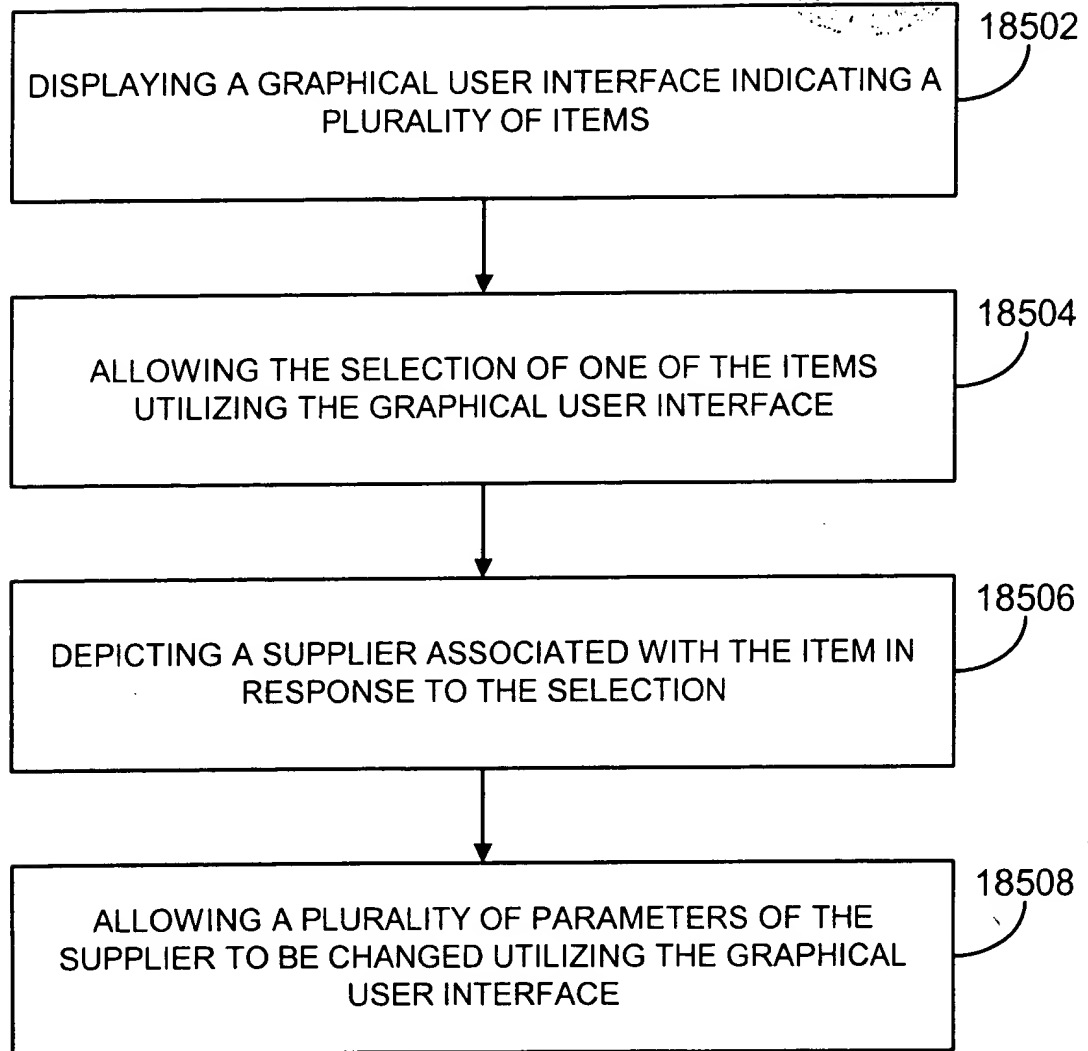 18502
DISPLAYING A GRAPHICAL USER INTERFACE INDICATING A
PLURALITY OF ITEMS
18504
ALLOWING THE SELECTION OF ONE OF THE ITEMS
UTILIZING THE GRAPHICAL USER INTERFACE
18506
DEPICTING A SUPPLIER ASSOCIATED WITH THE ITEM IN
RESPONSE TO THE SELECTION
18508
ALLOWING A PLURALITY OF PARAMETERS OF THE
SUPPLIER TO BE CHANGED UTILIZING THE GRAPHICAL
USER INTERFACE